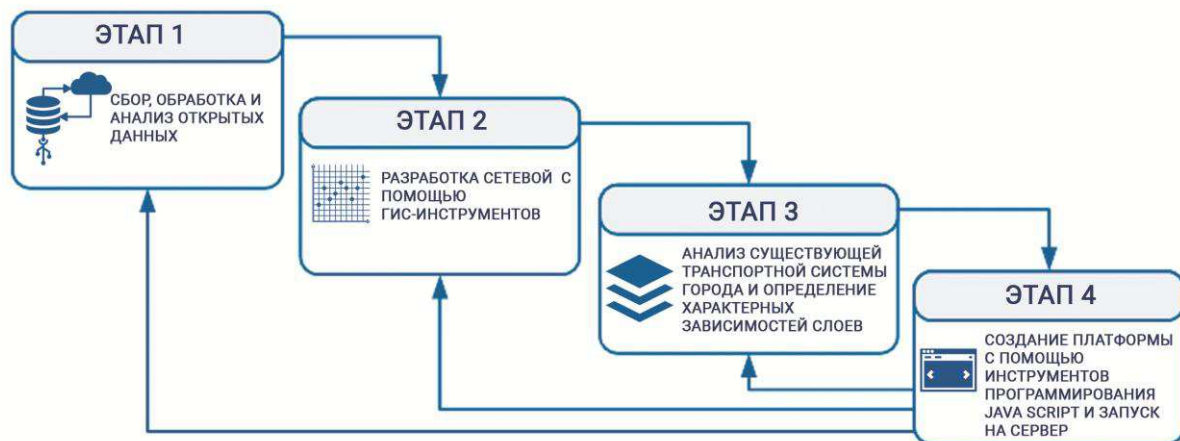 ЭТАП 1
СБОР, ОБРАБОТКА И
АНАЛИЗ ОТКРЫТЫХ
ДАННЫХ
ЭТАП 2
РАЗРАБОТКА СЕТЕВОЙ С
ПОМОЩЬЮ
ГИС-ИНСТРУМЕНТОВ
ЭТАП 3
АНАЛИЗ СУЩЕСТВУЮЩЕЙ
ТРАНСПОРТНОЙ СИСТЕМЫ
ГОРОДА И ОПРЕДЕЛЕНИЕ
ХАРАКТЕРНЫХ
ЗАВИСИМОСТЕЙ СЛОЕВ
ЭТАП 4
СОЗДАНИЕ ПЛАТФОРМЫ
С ПОМОЩЬЮ
ИНСТРУМЕНТОВ
ПРОГРАММИРОВАНИЯ
JAVA SCRIPT И ЗАПУСК
НА СЕРВЕР